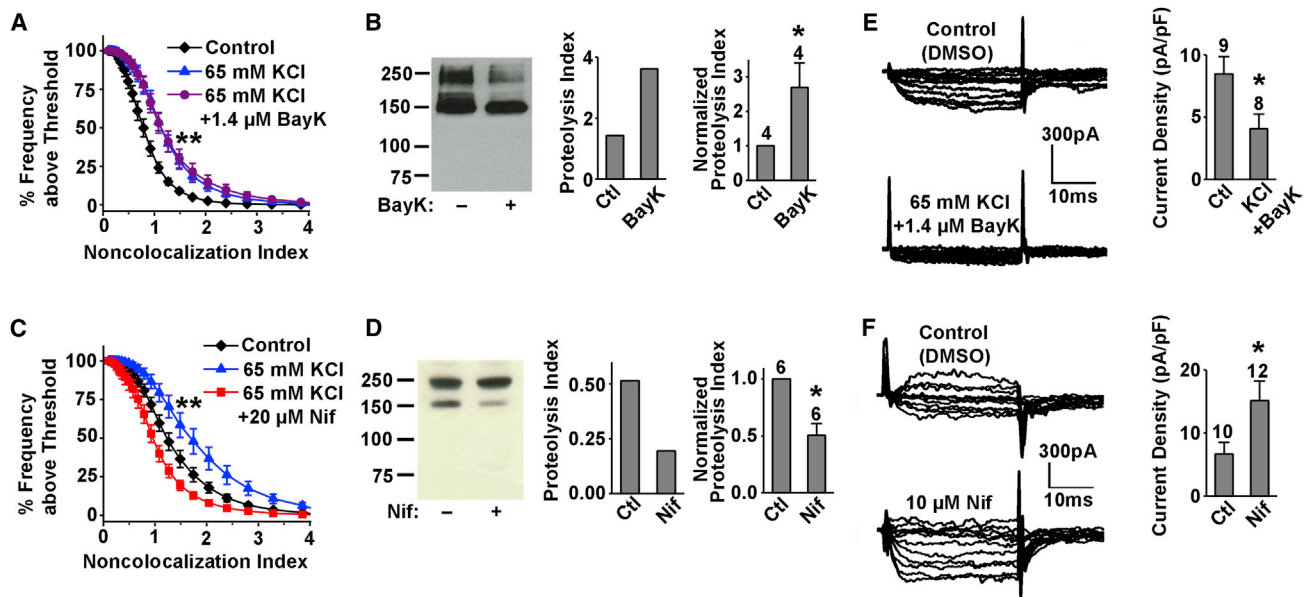 A
100
75
50
25
0
% Frequency
above Threshold
Control
65 mM KCl
65 mM KCl
+1.4 µM BayK
**
0 1 2 3 4
Noncolocalization Index
B
250
150
100
75
BayK: – +
Proteolysis Index
4
2
0
Ctl
BayK
Normalized
Proteolysis Index
3
2
1
0
4
*
4
Ctl
BayK
E
Control
(DMSO)
65 mM KCl
+1.4 µM BayK
300pA
10ms
Current Density (pA/pF)
10
5
0
9
*
8
Ctl
KCl
+BayK
C
100
75
50
25
0
% Frequency
above Threshold
Control
65 mM KCl
65 mM KCl
+20 µM Nif
**
0 1 2 3 4
Noncolocalization Index
D
250
150
100
75
Nif: – +
Proteolysis Index
0.50
0.25
0.00
Ctl
Nif
Normalized
Proteolysis Index
1.0
0.5
0.0
6
*
6
Ctl
Nif
F
Control
(DMSO)
10 µM Nif
300pA
10ms
Current Density (pA/pF)
20
10
0
10
*
12
Ctl
Nif